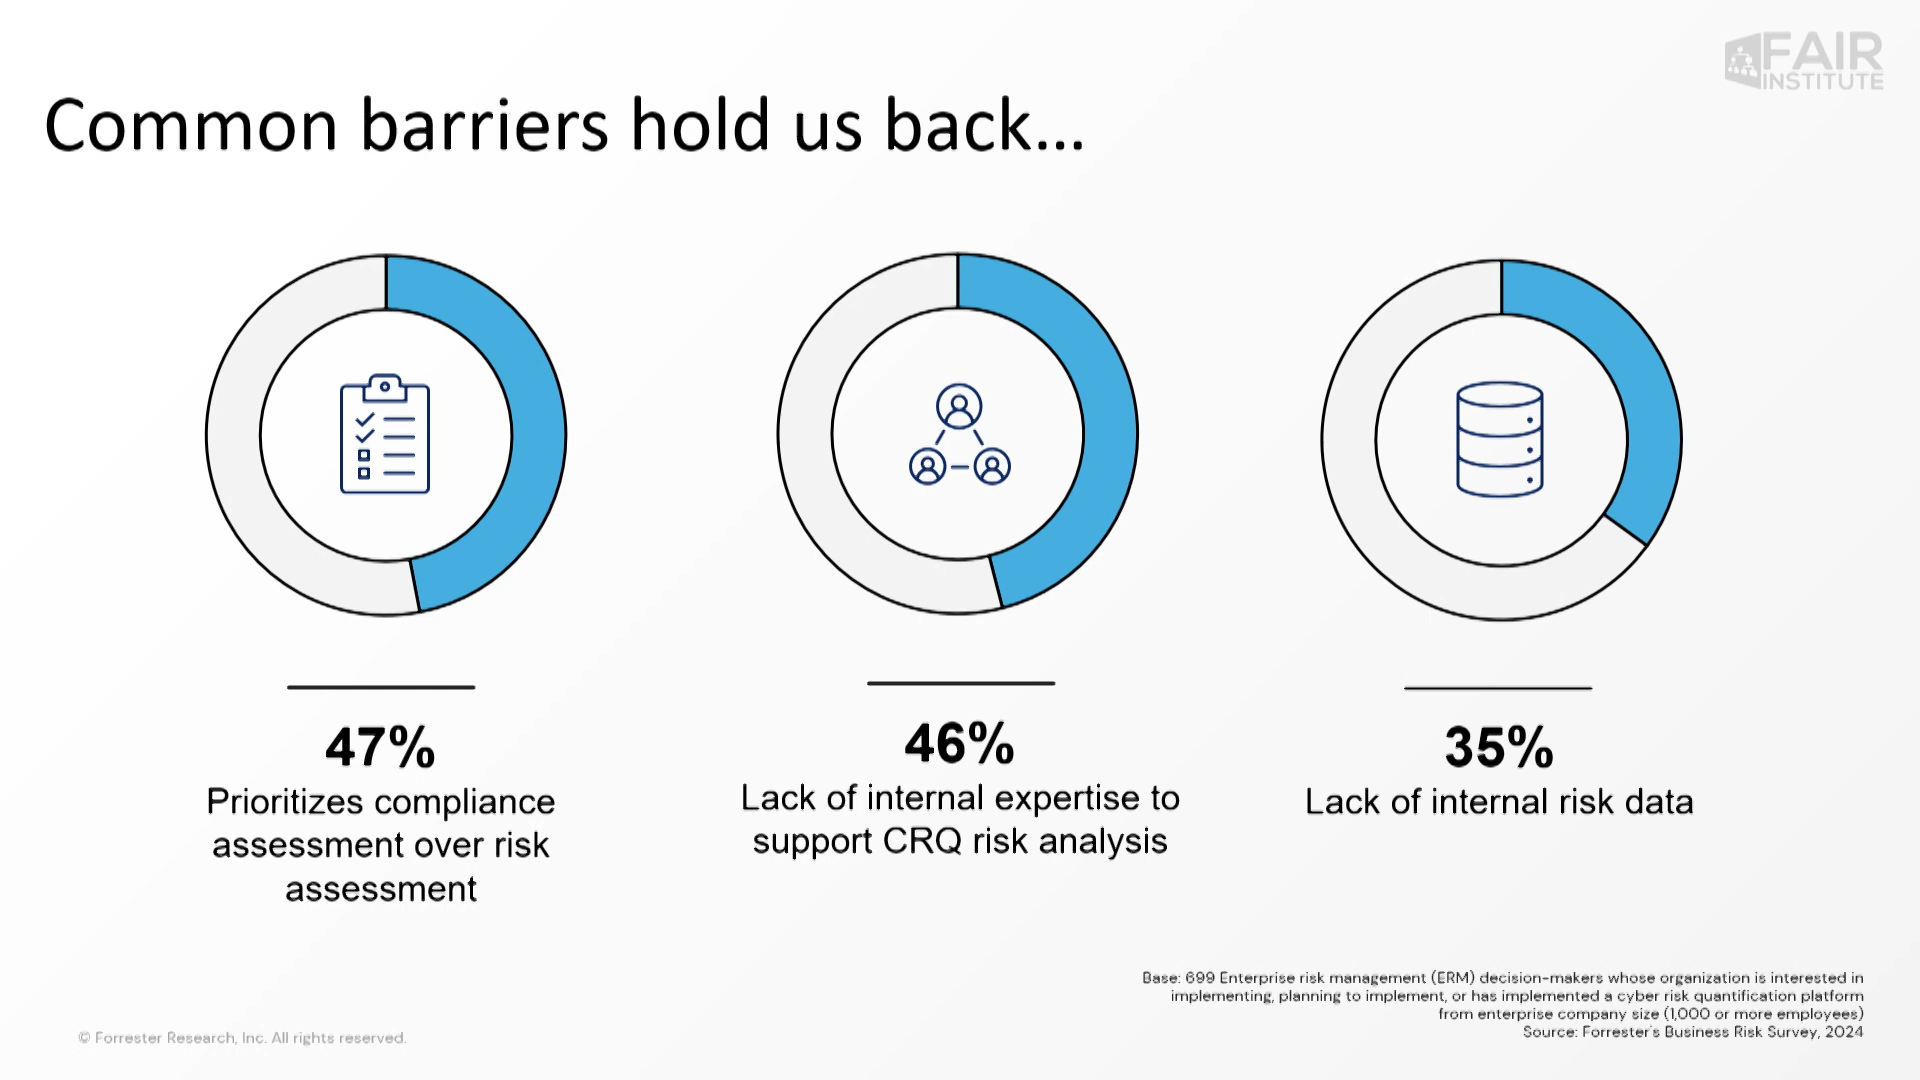 FAIR
INSTITUTE
Common barriers hold us back...
47%
Prioritizes compliance
assessment over risk
assessment
46%
Lack of internal expertise to
support CRQ risk analysis
35%
Lack of internal risk data
Base: 699 Enterprise risk management (ERM) decision-makers whose organization is interested in
implementing, planning to implement, or has implemented a cyber risk quantification platform
from enterprise company size (1,000 or more employees)
Source: Forrester's Business Risk Survey, 2024
© Forrester Research, Inc. All rights reserved.